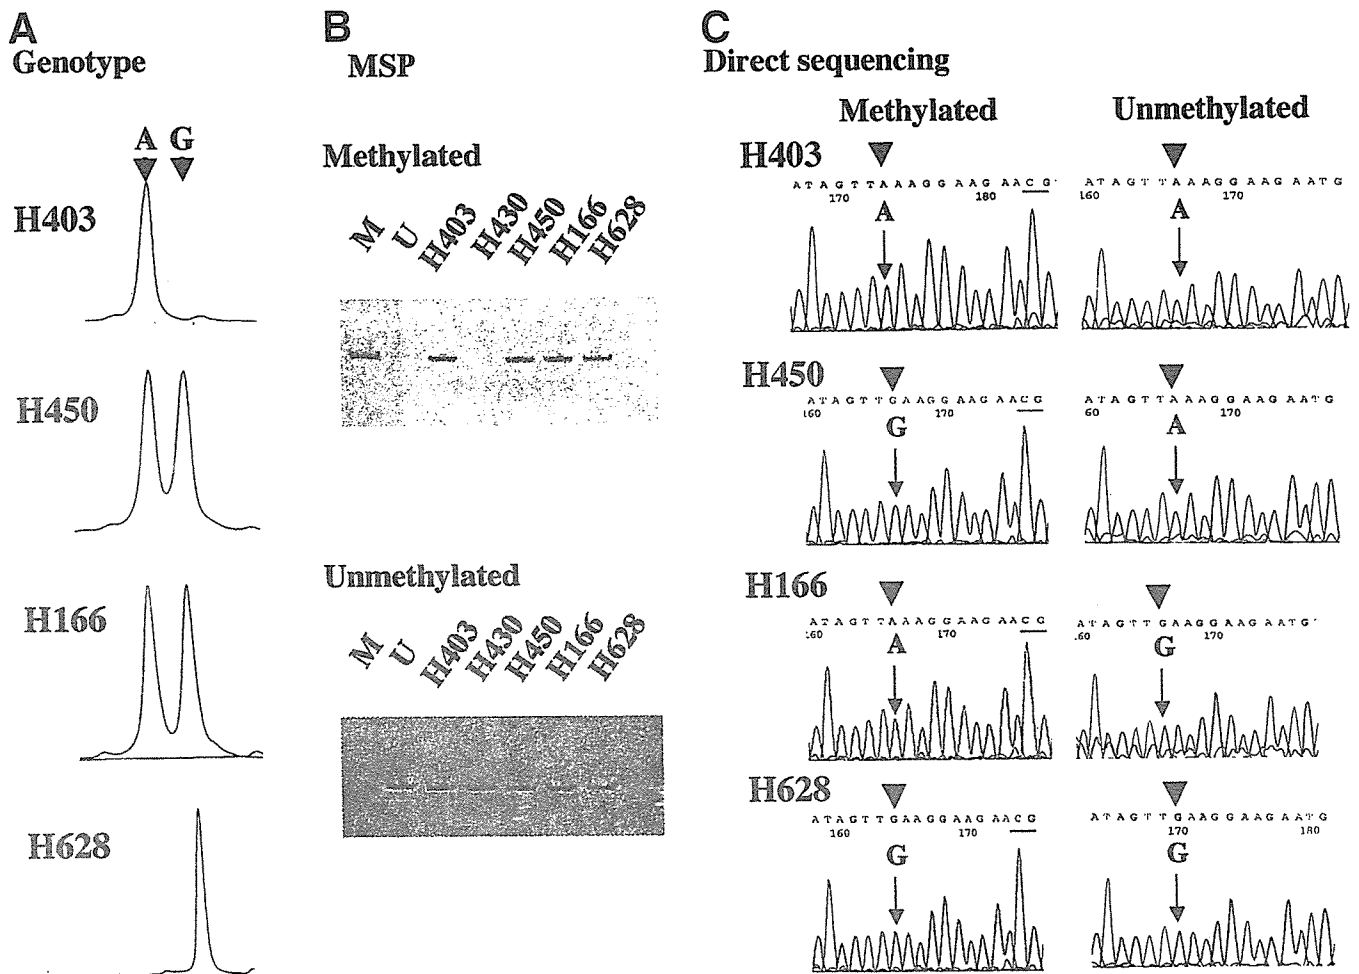 A
Genotype
A G
H403
H450
H166
H628
B
MSP
Methylated
M U H403 H430 H450 H166 H628
Unmethylated
M U H403 H430 H450 H166 H628
C
Direct sequencing
Methylated Unmethylated
H403
ATAGTTAAAGGAAGAACG
170 180
A
ATAGTTAAAGGAAGAATG
160 170
A
H450
ATAGTTGAAGGAAGAACG
160 170
G
ATAGTTAAAGGAAGAATG
60 170
A
H166
ATAGTTAAAGGAAGAACG
160 170
A
ATAGTTGAAGGAAGAATG
60 170
G
H628
ATAGTTGAAGGAAGAACG
160 170
G
ATAGTTGAAGGAAGAATG
170 180
G